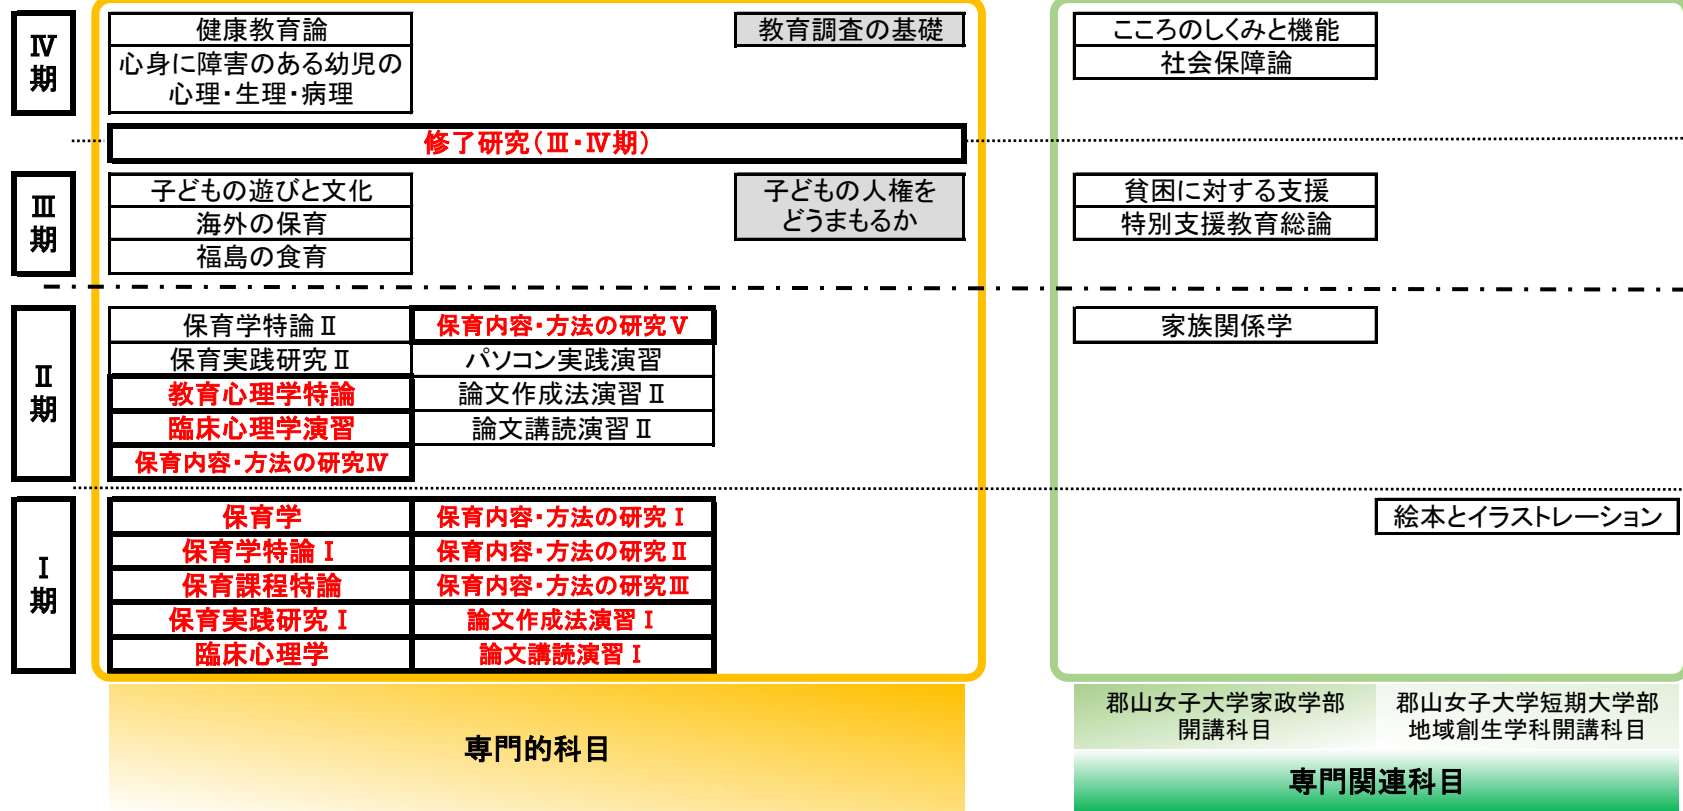 Ⅳ
期
健康教育論
心身に障害のある幼児の
心理・生理・病理
教育調査の基礎
こころのしくみと機能
社会保障論
修了研究(Ⅲ・Ⅳ期)
Ⅲ
期
子どもの遊びと文化
海外の保育
福島の食育
子どもの人権を
どうまもるか
貧困に対する支援
特別支援教育総論
Ⅱ
期
保育学特論Ⅱ
保育実践研究Ⅱ
教育心理学特論
臨床心理学演習
保育内容・方法の研究Ⅳ
保育内容・方法の研究Ⅴ
パソコン実践演習
論文作成法演習Ⅱ
論文講読演習Ⅱ
家族関係学
Ⅰ
期
保育学
保育学特論Ⅰ
保育課程特論
保育実践研究Ⅰ
臨床心理学
保育内容・方法の研究Ⅰ
保育内容・方法の研究Ⅱ
保育内容・方法の研究Ⅲ
論文作成法演習Ⅰ
論文講読演習Ⅰ
絵本とイラストレーション
専門的科目
郡山女子大学家政学部
開講科目
郡山女子大学短期大学部
地域創生学科開講科目
専門関連科目